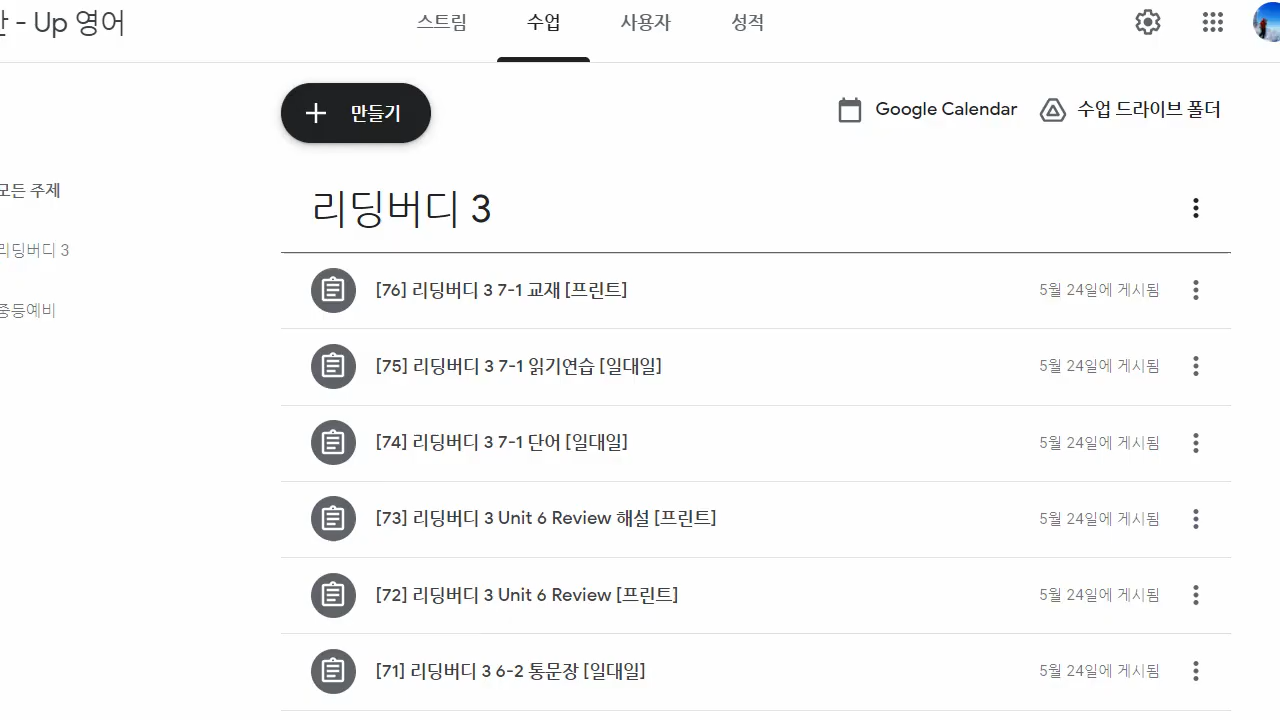 - Up 영어
스트림 수업 사용자 성적
만들기
Google Calendar 수업 드라이브 폴더
모든 주제
리딩버디 3
중등예비
리딩버디 3
[76] 리딩버디 3 7-1 교재 [프린트] 5월 24일에 게시됨
[75] 리딩버디 3 7-1 읽기연습 [일대일] 5월 24일에 게시됨
[74] 리딩버디 3 7-1 단어 [일대일] 5월 24일에 게시됨
[73] 리딩버디 3 Unit 6 Review 해설 [프린트] 5월 24일에 게시됨
[72] 리딩버디 3 Unit 6 Review [프린트] 5월 24일에 게시됨
[71] 리딩버디 3 6-2 통문장 [일대일] 5월 24일에 게시됨